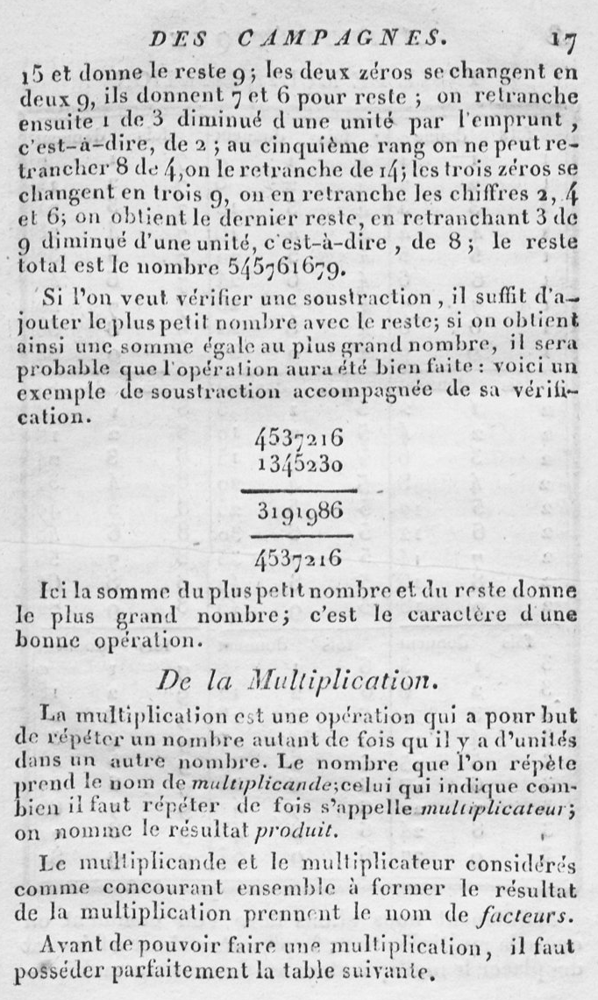 DES CAMPAGNES. 17
15 et donne le reste 9; les deux zéros se changent en
deux 9, ils donnent 7 et 6 pour reste ; on retranche
ensuite 1 de 3 diminué d'une unité par l'emprunt ,
c'est-à-dire, de 2 ; au cinquième rang on ne peut re-
trancher 8 de 4, on le retranche de 14; les trois zéros se
changent en trois 9, on en retranche les chiffres 2, 4
et 6; on obtient le dernier reste, en retranchant 3 de
9 diminué d'une unité, c'est-à-dire , de 8 ; le reste
total est le nombre 545761679.
Si l'on veut vérifier une soustraction , il suffit d'a-
jouter le plus petit nombre avec le reste; si on obtient
ainsi une somme égale au plus grand nombre, il sera
probable que l'opération aura été bien faite : voici un
exemple de soustraction accompagnée de sa vérifi-
cation.
4537216
1345230
3191986
4537216
Ici la somme du plus petit nombre et du reste donne
le plus grand nombre; c'est le caractère d'une
bonne opération.
De la Multiplication.
La multiplication est une opération qui a pour but
de répéter un nombre autant de fois qu'il y a d'unités
dans un autre nombre. Le nombre que l'on répète
prend le nom de multiplicande; celui qui indique com-
bien il faut répéter de fois s'appelle multiplicateur;
on nomme le résultat produit.
Le multiplicande et le multiplicateur considérés
comme concourant ensemble à former le résultat
de la multiplication prennent le nom de facteurs.
Avant de pouvoir faire une multiplication, il faut
posséder parfaitement la table suivante.